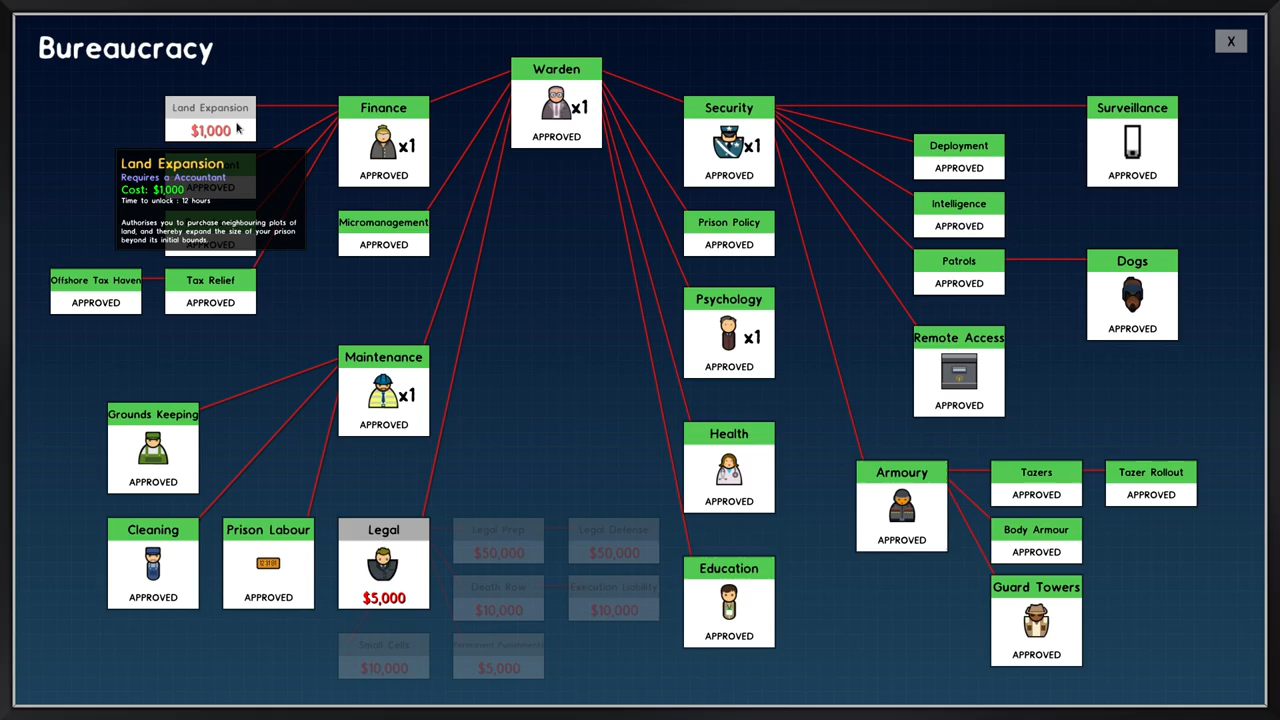 Bureaucracy
X
Warden
x1
APPROVED
Land Expansion
$1,000
Finance
x1
APPROVED
Security
x1
APPROVED
Surveillance
APPROVED
Deployment
APPROVED
Land Expansion
Requires a Accountant
Cost: $1,000
Time to unlock : 12 hours
Authorises you to purchase neighbouring plots of
land, and thereby expand the size of your prison
beyond its initial bounds.
APPROVED
Intelligence
APPROVED
Micromanagement
APPROVED
Prison Policy
APPROVED
Patrols
APPROVED
Dogs
APPROVED
Offshore Tax Haven
APPROVED
Tax Relief
APPROVED
Psychology
x1
APPROVED
Remote Access
APPROVED
Maintenance
x1
APPROVED
Grounds Keeping
APPROVED
Health
APPROVED
Armoury
APPROVED
Tazers
APPROVED
Tazer Rollout
APPROVED
Body Armour
APPROVED
Guard Towers
APPROVED
Cleaning
APPROVED
Prison Labour
APPROVED
Legal
$5,000
Legal Prep
$50,000
Legal Defense
$50,000
Death Row
$10,000
Execution Liability
$10,000
Small Cells
$10,000
Permanent Punishments
$5,000
Education
APPROVED